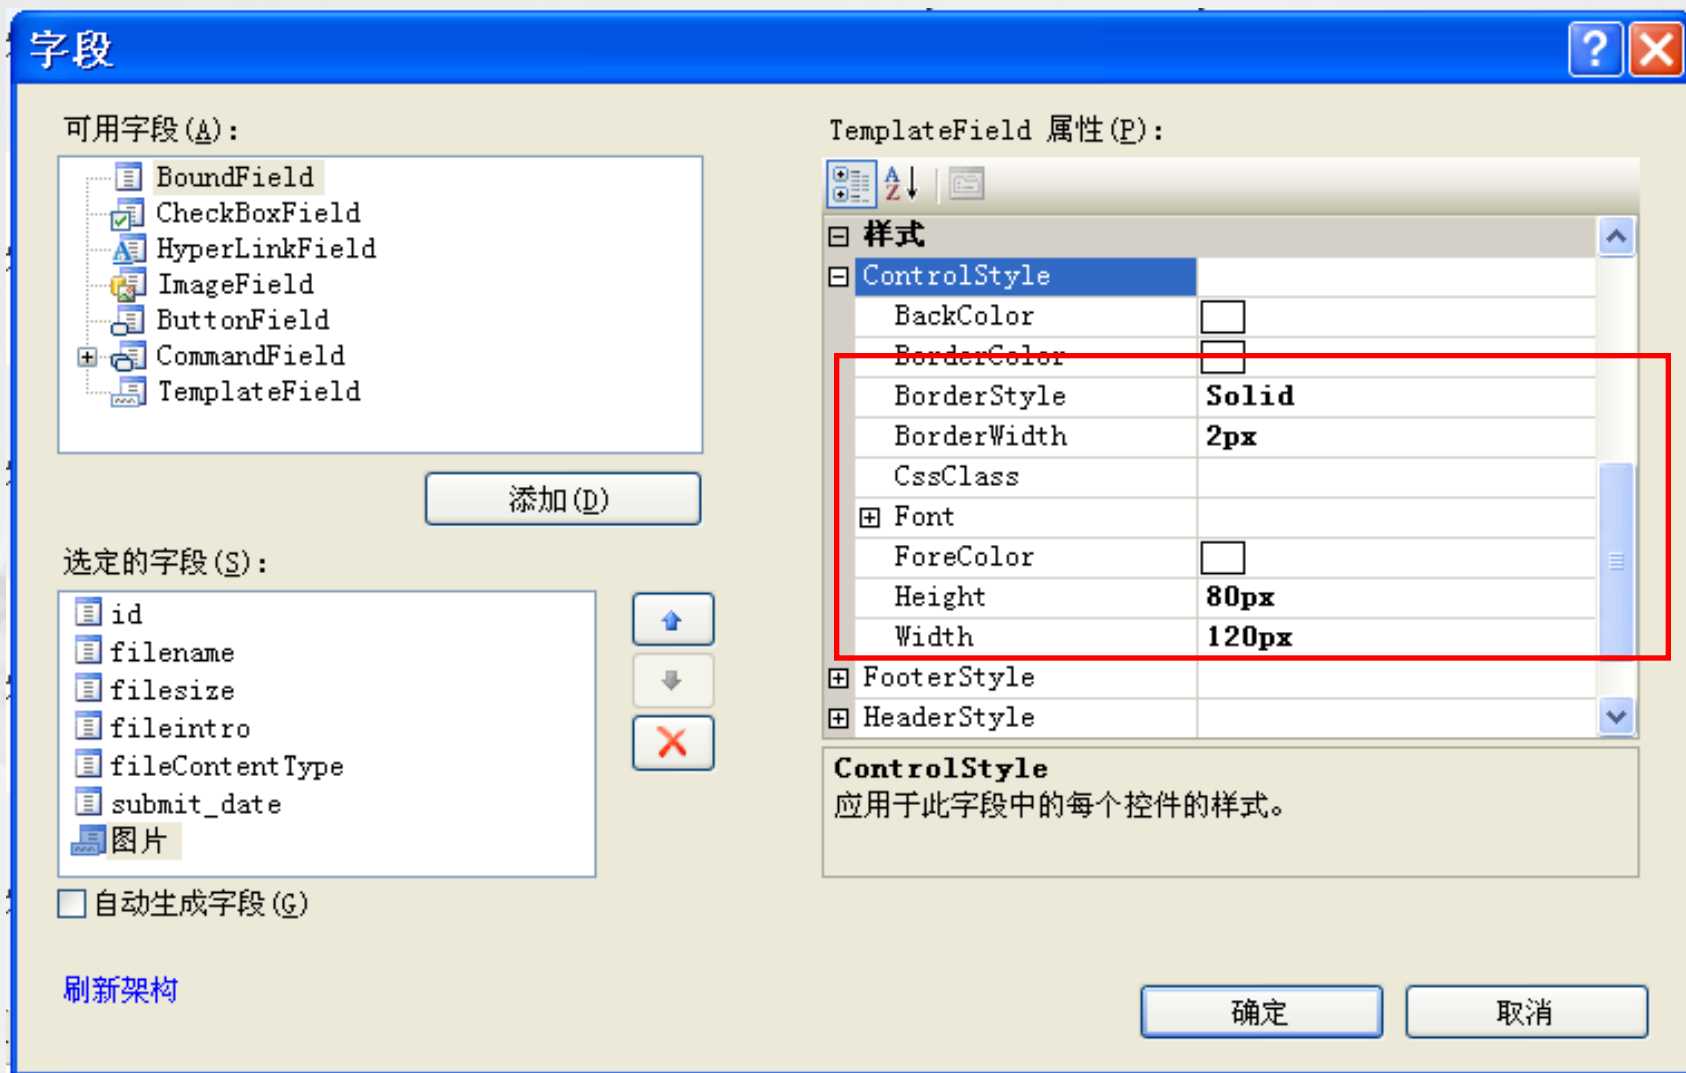 字段
可用字段(A):
BoundField
CheckBoxField
HyperLinkField
ImageField
ButtonField
CommandField
TemplateField
添加(D)
选定的字段(S):
id
filename
filesize
fileintro
fileContentType
submit_date
图片
自动生成字段(G)
刷新架构
TemplateField 属性(P):
样式
ControlStyle
BackColor
BorderColor
BorderStyle Solid
BorderWidth 2px
CssClass
Font
ForeColor
Height 80px
Width 120px
FooterStyle
HeaderStyle
ControlStyle
应用于此字段中的每个控件的样式。
确定 取消